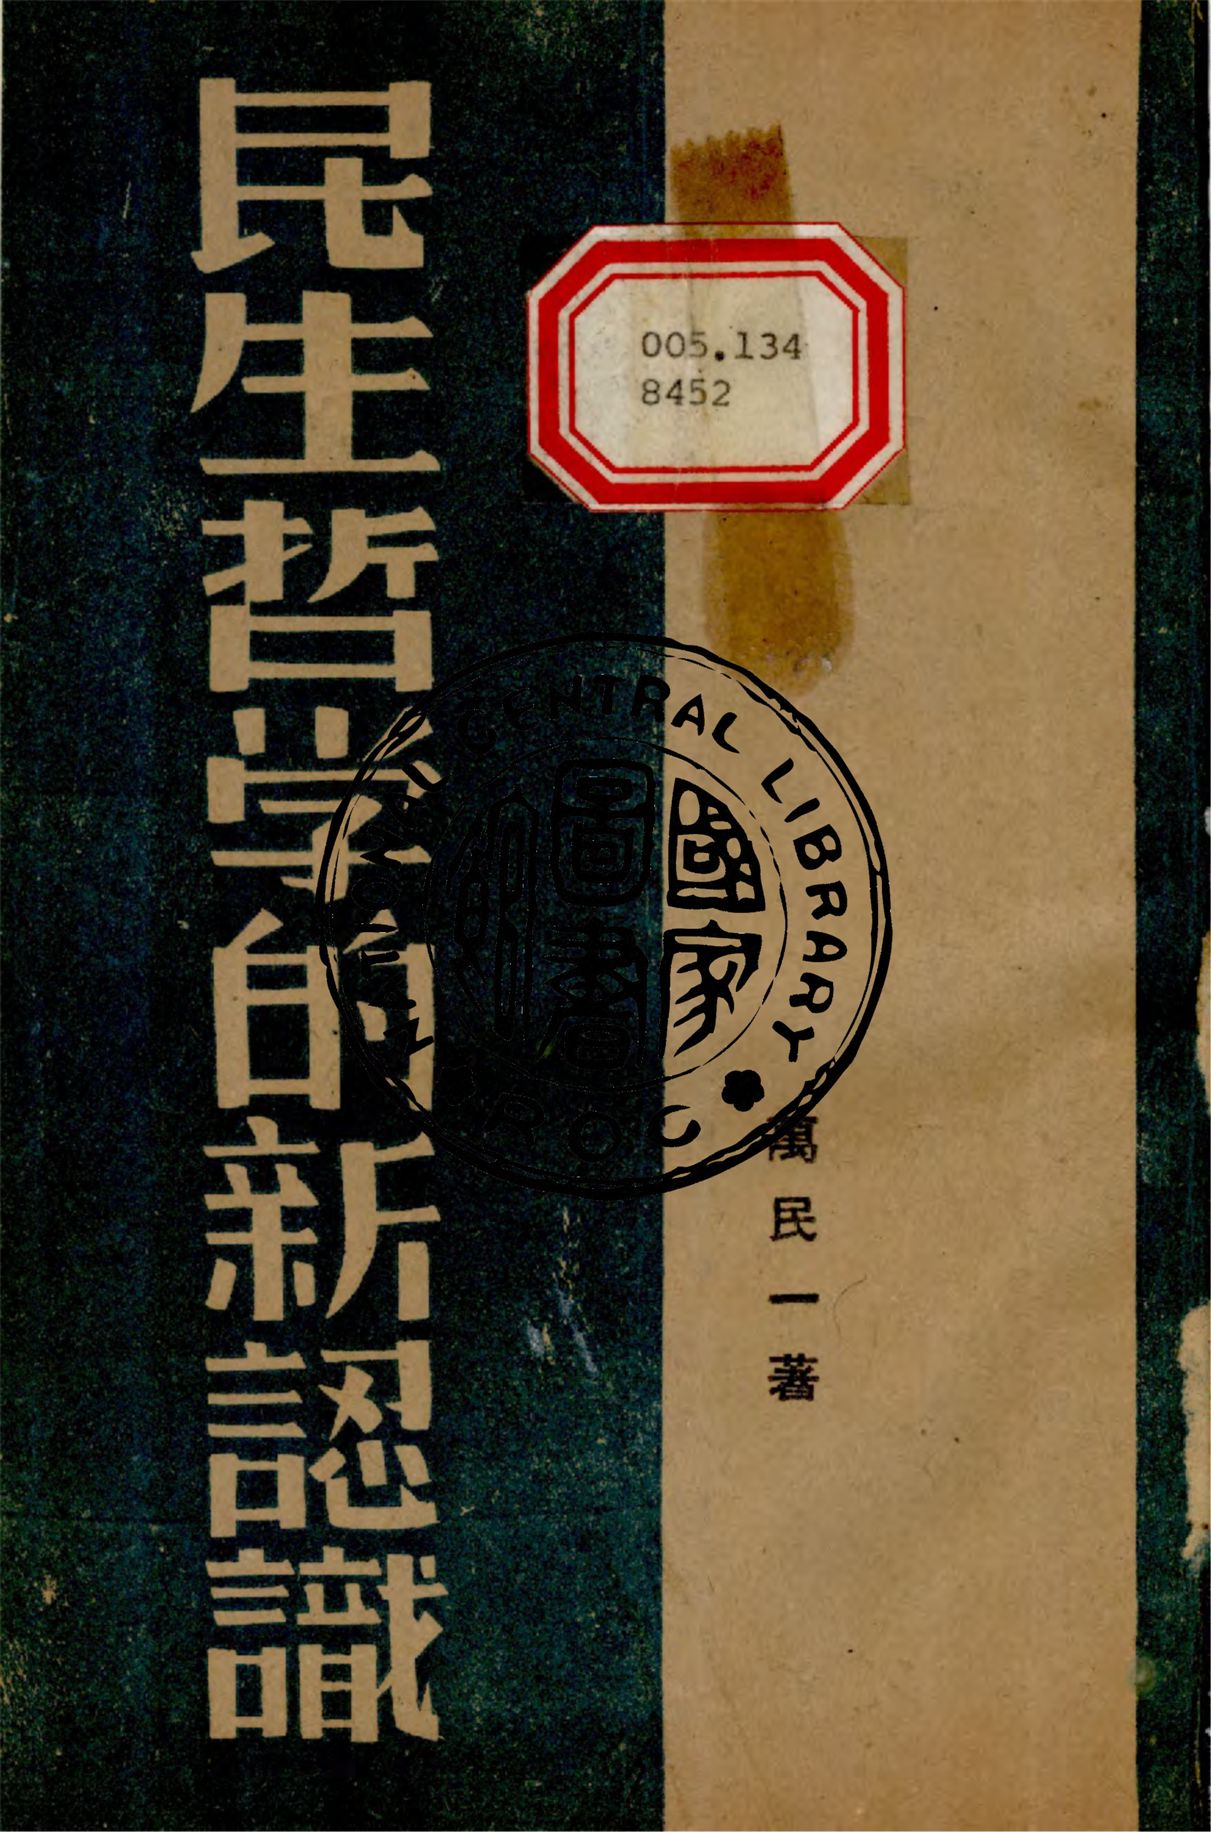 民生哲学的新認識
005.134
8452
NATIONAL CENTRAL LIBRARY
R O C
國家圖書館
萬民一著